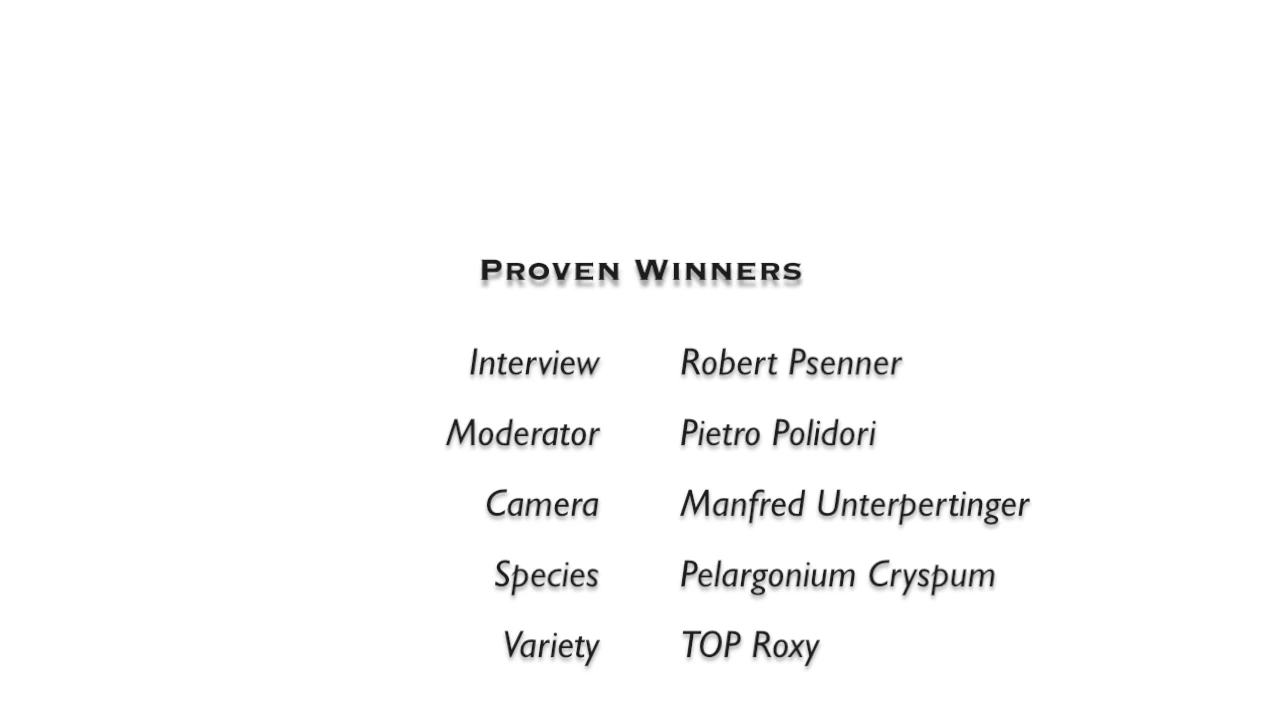 Proven Winners
Interview Robert Psenner
Moderator Pietro Polidori
Camera Manfred Unterpertinger
Species Pelargonium Cryspum
Variety TOP Roxy